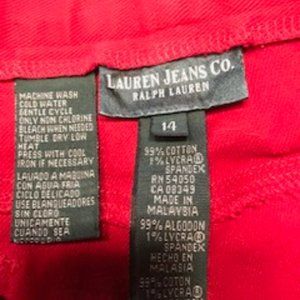 MACHINE WASH
COLD WATER
GENTLE CYCLE
ONLY NON CHLORINE
BLEACH WHEN NEEDED
TUMBLE DRY LOW
HEAT
PRESS WITH COOL
IRON IF NECESSARY
LAVADO A MAQUINA
CON AGUA FRIA
CICLO DELICADO
USE BLANQUEADORES
SIN CLORO
UNICAMENTE
CUANDO SEA
LAUREN JEANS CO.
RALPH LAUREN
14
99% COTTON
1% LYCRA®
SPANDEX
RN 54050
CA 08349
MADE IN
MALAYSIA
99% ALGODON
1% LYCRA®
SPANDEX
HECHO EN
MALASIA